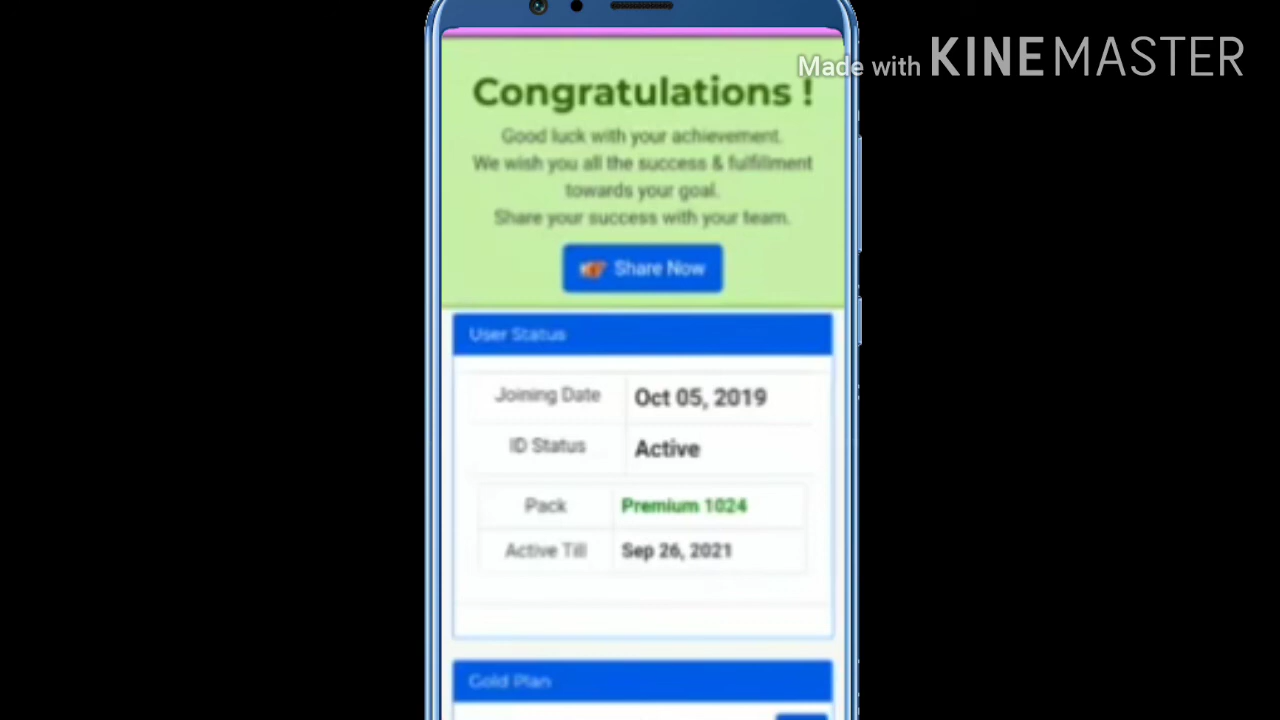 Made with KINEMASTER
Congratulations !
Good luck with your achievement.
We wish you all the success & fulfillment
towards your goal.
Share your success with your team.
Share Now
User Status
Joining Date Oct 05, 2019
ID Status Active
Pack Premium 1024
Active Till Sep 26, 2021
Gold Plan